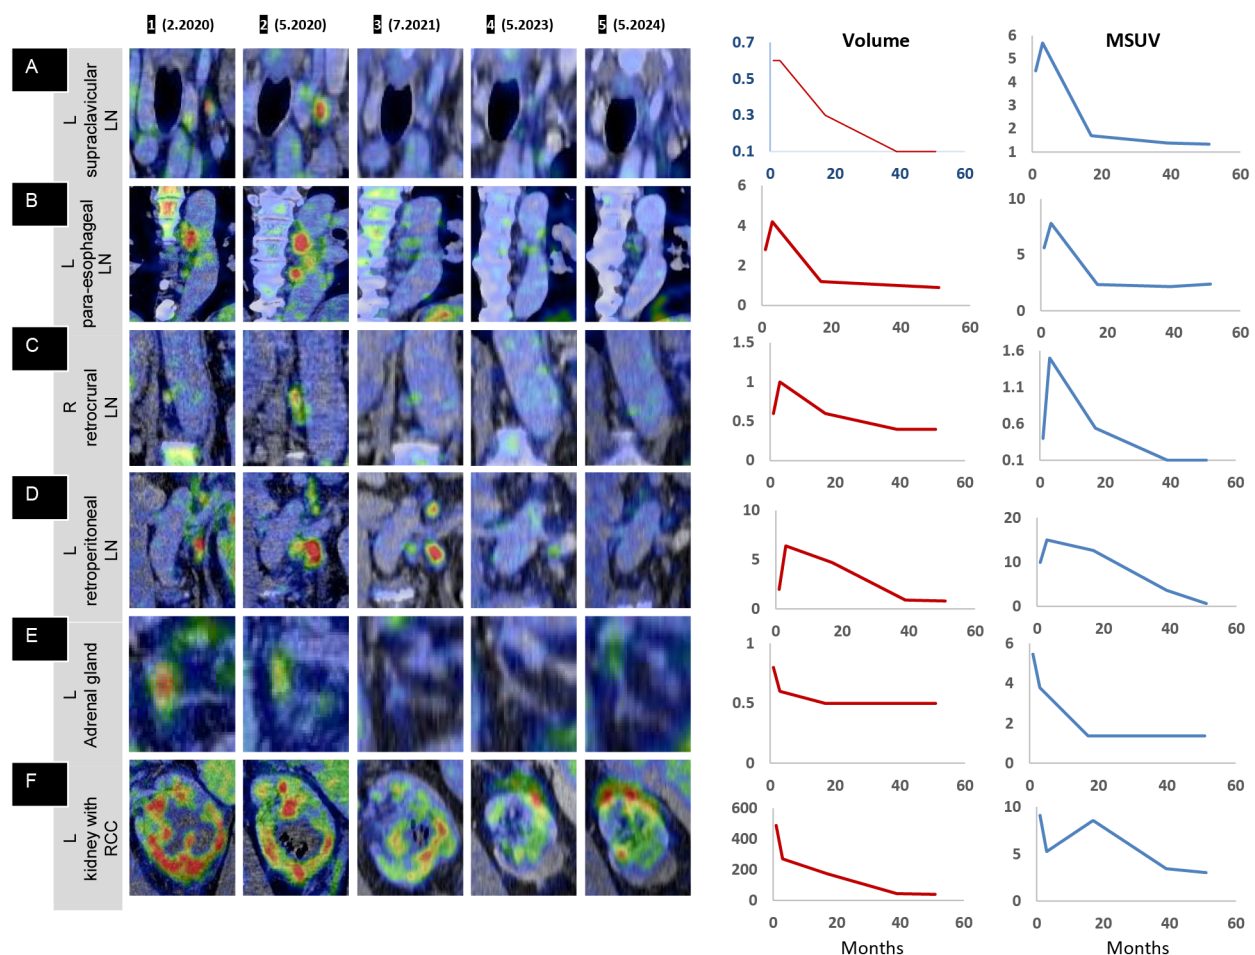 1 (2.2020) 2 (5.2020) 3 (7.2021) 4 (5.2023) 5 (5.2024)
Volume MSUV
A
L
supraclavicular
LN
0.7
0.5
0.3
0.1
0 20 40 60
6
5
4
3
2
1
0 20 40 60
B
L
para-esophageal
LN
6
4
2
0
0 20 40 60
10
5
0
0 20 40 60
C
R
retrocrural
LN
1.5
1
0.5
0
0 20 40 60
1.6
1.1
0.6
0.1
0 20 40 60
D
L
retroperitoneal
LN
10
5
0
0 20 40 60
20
10
0
0 20 40 60
E
L
Adrenal gland
1
0.5
0
0 20 40 60
6
4
2
0
0 20 40 60
F
L
kidney with
RCC
600
400
200
0
0 20 40 60
10
5
0
0 20 40 60
Months Months